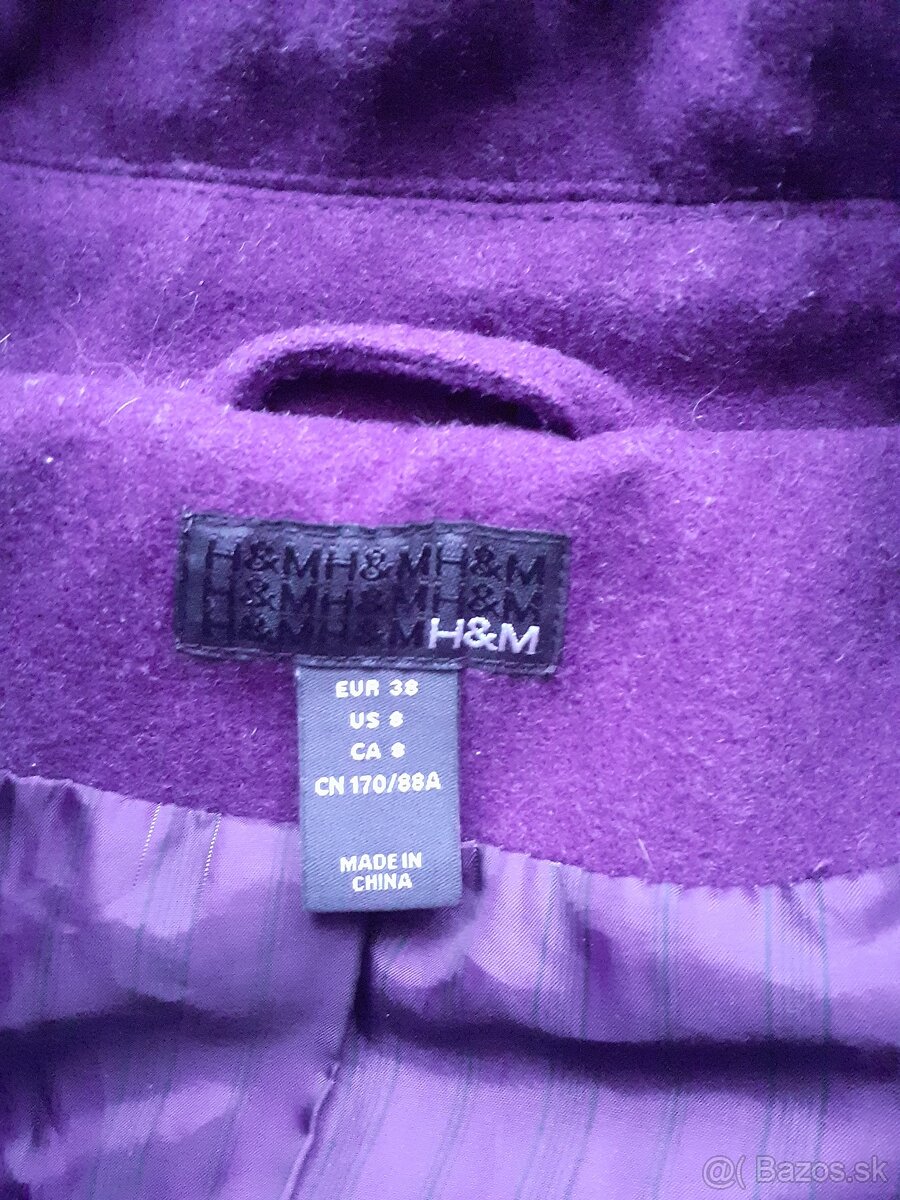 H&MH&MH&M
H&MH&MH&M
H&MH&MH&M
EUR 38
US 8
CA 8
CN 170/88A
MADE IN
CHINA
@( Bazos.sk